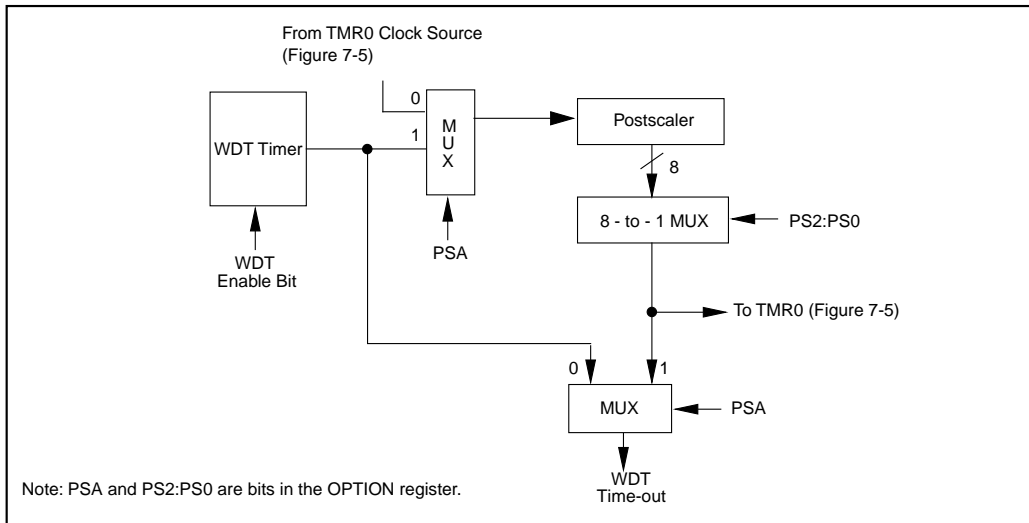 From TMR0 Clock Source
(Figure 7-5)
0
1
M
U
X
WDT Timer
Postscaler
8
8 - to - 1 MUX
PS2:PS0
PSA
WDT
Enable Bit
To TMR0 (Figure 7-5)
0
1
MUX
PSA
WDT
Time-out
Note: PSA and PS2:PS0 are bits in the OPTION register.